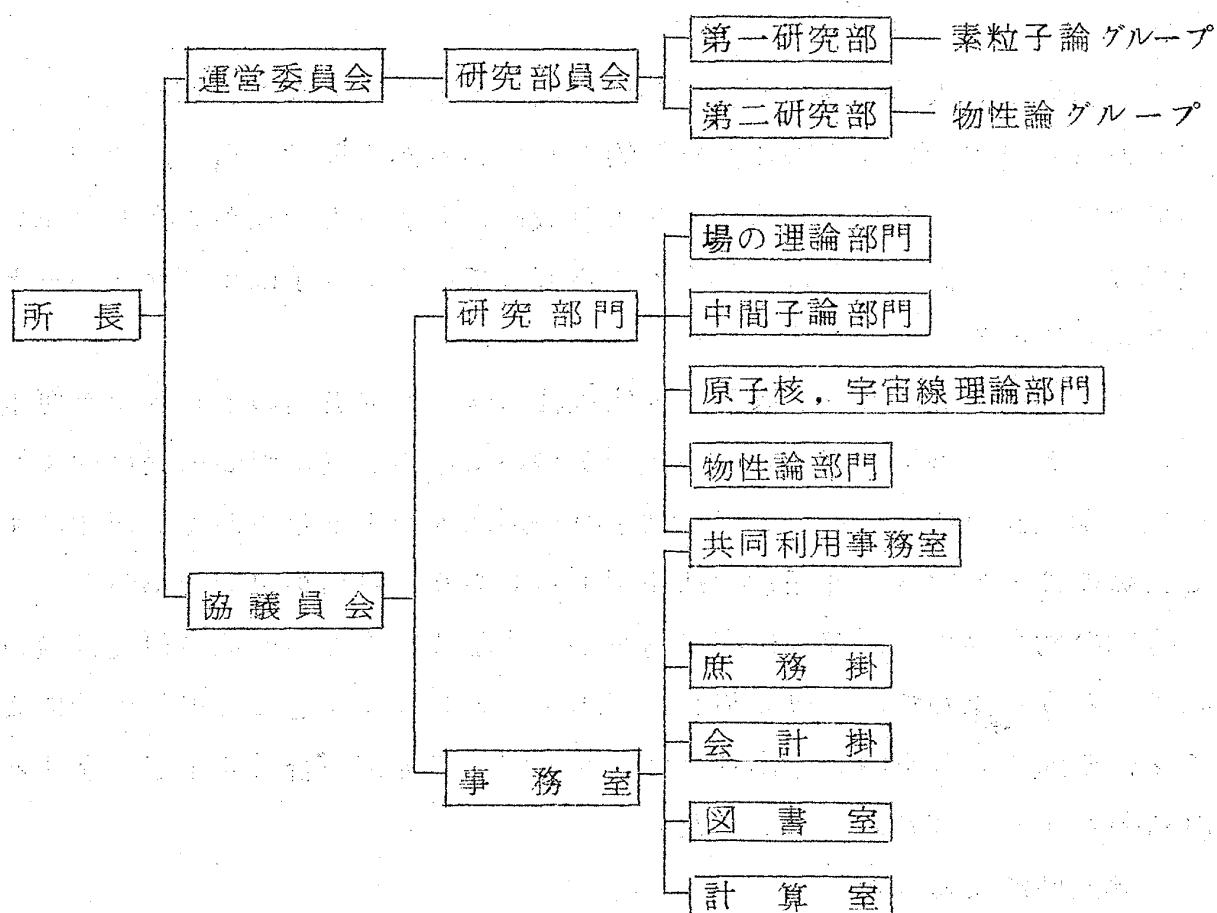 第一研究部 素粒子論グループ
運営委員会 研究部員会
第二研究部 物性論グループ
場の理論部門
所長 研究部門 中間子論部門
原子核，宇宙線理論部門
物性論部門
共同利用事務室
協議員会
庶務掛
会計掛
事務室
図書室
計算室